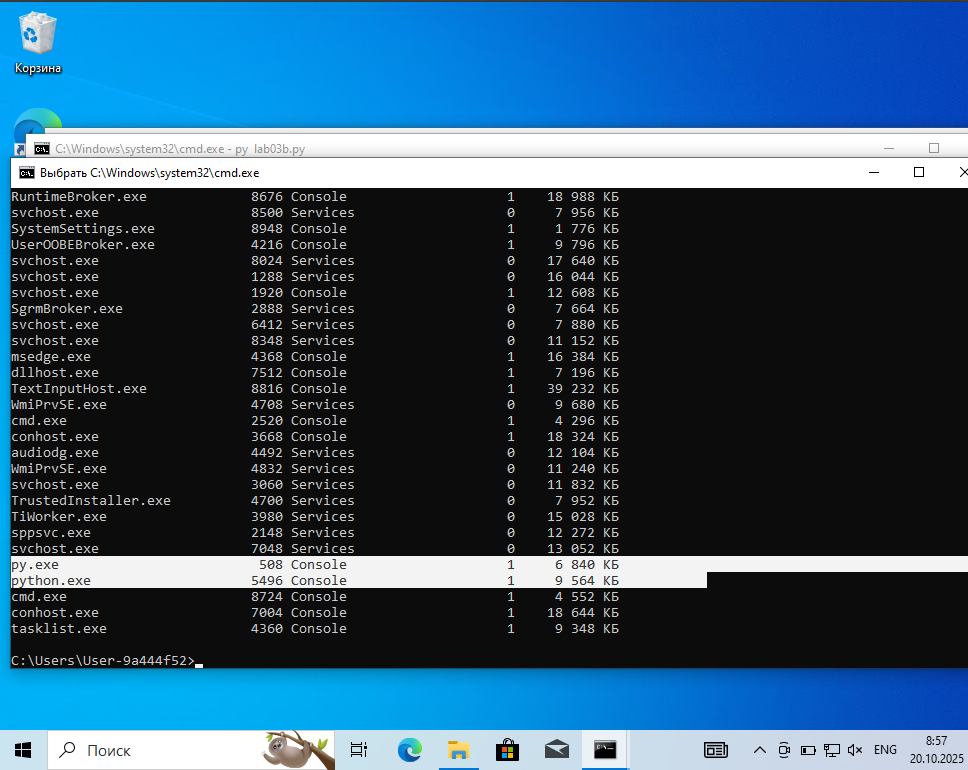 Корзина
C:\Windows\system32\cmd.exe - py lab03b.py
Выбрать C:\Windows\system32\cmd.exe
RuntimeBroker.exe 8676 Console 1 18 988 КБ
svchost.exe 8500 Services 0 7 956 КБ
SystemSettings.exe 8948 Console 1 1 776 КБ
UserOOBEBroker.exe 4216 Console 1 9 796 КБ
svchost.exe 8024 Services 0 17 640 КБ
svchost.exe 1288 Services 0 16 044 КБ
svchost.exe 1920 Console 1 12 608 КБ
SgrmBroker.exe 2888 Services 0 7 664 КБ
svchost.exe 6412 Services 0 7 880 КБ
svchost.exe 8348 Services 0 11 152 КБ
msedge.exe 4368 Console 1 16 384 КБ
dllhost.exe 7512 Console 1 7 196 КБ
TextInputHost.exe 8816 Console 1 39 232 КБ
WmiPrvSE.exe 4708 Services 0 9 680 КБ
cmd.exe 2520 Console 1 4 296 КБ
conhost.exe 3668 Console 1 18 324 КБ
audiodg.exe 4492 Services 0 12 104 КБ
WmiPrvSE.exe 4832 Services 0 11 240 КБ
svchost.exe 3060 Services 0 11 832 КБ
TrustedInstaller.exe 4700 Services 0 7 952 КБ
TiWorker.exe 3980 Services 0 15 028 КБ
sppsvc.exe 2148 Services 0 12 272 КБ
svchost.exe 7048 Services 0 13 052 КБ
py.exe 508 Console 1 6 840 КБ
python.exe 5496 Console 1 9 564 КБ
cmd.exe 8724 Console 1 4 552 КБ
conhost.exe 7004 Console 1 18 644 КБ
tasklist.exe 4360 Console 1 9 348 КБ
C:\Users\User-9a444f52>
Поиск
ENG
8:57
20.10.2025